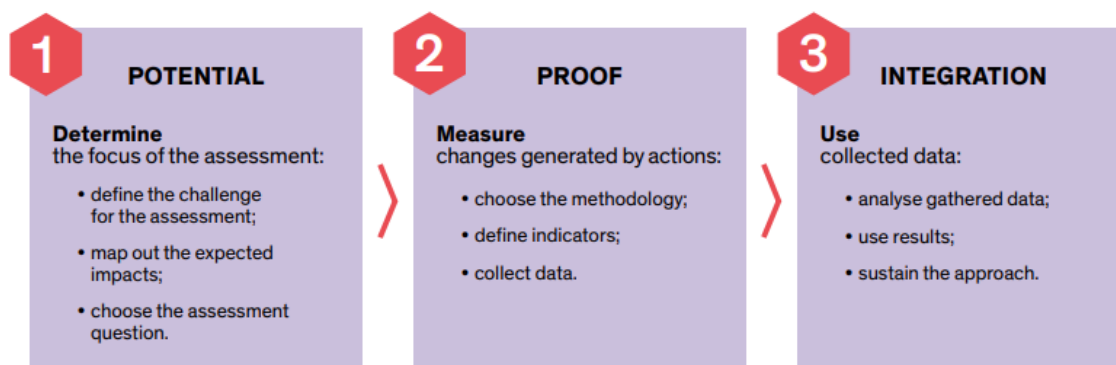 1
POTENTIAL
Determine
the focus of the assessment:
• define the challenge
for the assessment;
• map out the expected
impacts;
• choose the assessment
question.
2
PROOF
Measure
changes generated by actions:
• choose the methodology;
• define indicators;
• collect data.
3
INTEGRATION
Use
collected data:
• analyse gathered data;
• use results;
• sustain the approach.